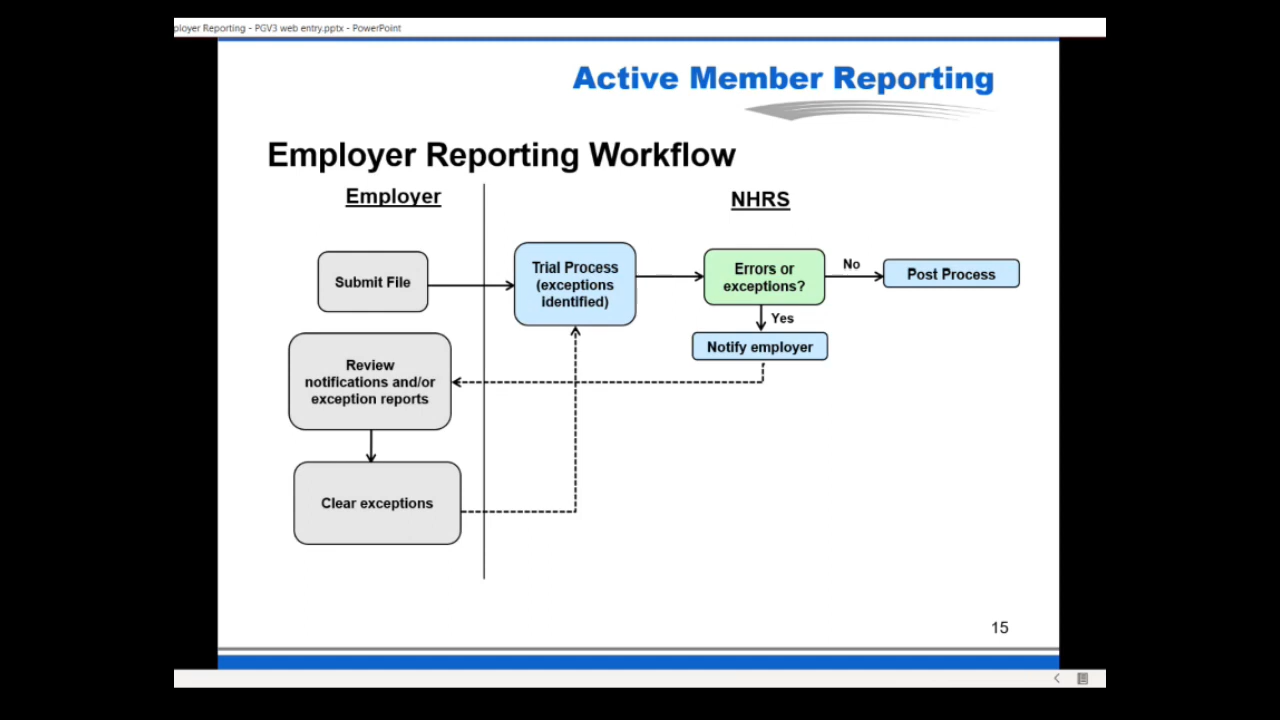 ployer Reporting - PGV3 web entry.pptx - PowerPoint
Active Member Reporting
Employer Reporting Workflow
Employer
NHRS
Submit File
Trial Process
(exceptions
identified)
Errors or
exceptions?
No
Post Process
Yes
Notify employer
Review
notifications and/or
exception reports
Clear exceptions
15